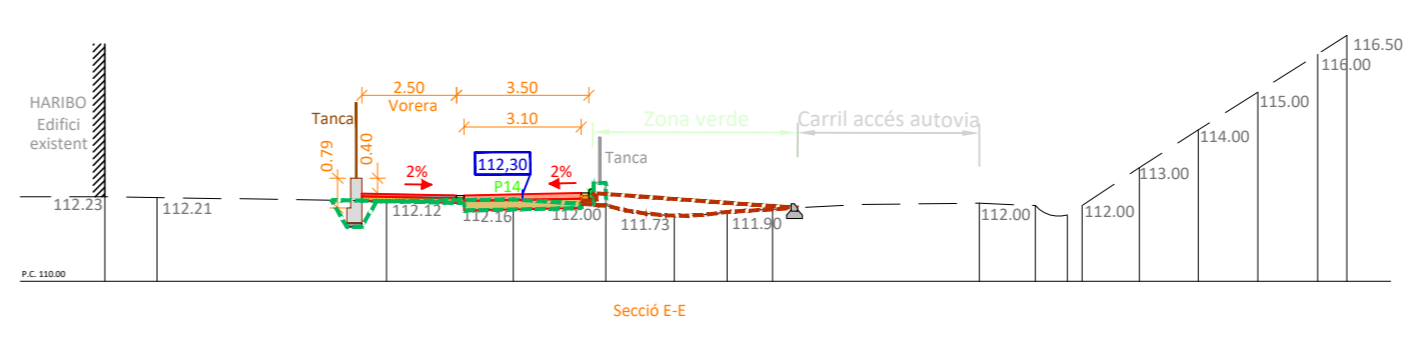 116.50
116.00
2.50
3.50
Vorera
HARIBO
Edifici
existent
Tanca
3.10
Zona verde
Carril accés autovia
115.00
114.00
0.79
0.40
2%
112,30
2%
Tanca
P14
113.00
112.23
112.21
112.12
112.16
112.00
111.73
111.90
112.00
112.00
P.C. 110.00
Secció E-E